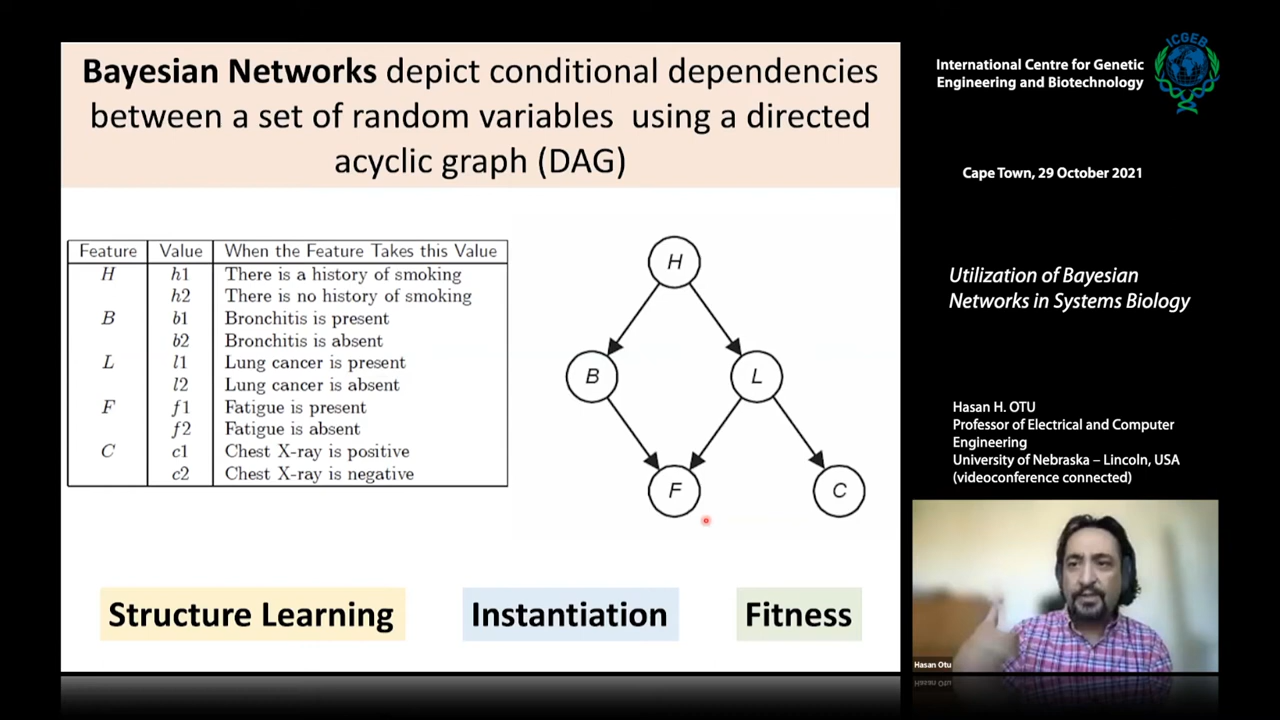 Bayesian Networks depict conditional dependencies
between a set of random variables using a directed
acyclic graph (DAG)
Feature Value When the Feature Takes this Value
H h1 There is a history of smoking
h2 There is no history of smoking
B b1 Bronchitis is present
b2 Bronchitis is absent
L l1 Lung cancer is present
l2 Lung cancer is absent
F f1 Fatigue is present
f2 Fatigue is absent
C c1 Chest X-ray is positive
c2 Chest X-ray is negative
H
B L
F C
Structure Learning Instantiation Fitness
International Centre for Genetic
Engineering and Biotechnology
ICGEB
Cape Town, 29 October 2021
Utilization of Bayesian
Networks in Systems Biology
Hasan H. OTU
Professor of Electrical and Computer
Engineering
University of Nebraska – Lincoln, USA
(videoconference connected)
Hasan Otu